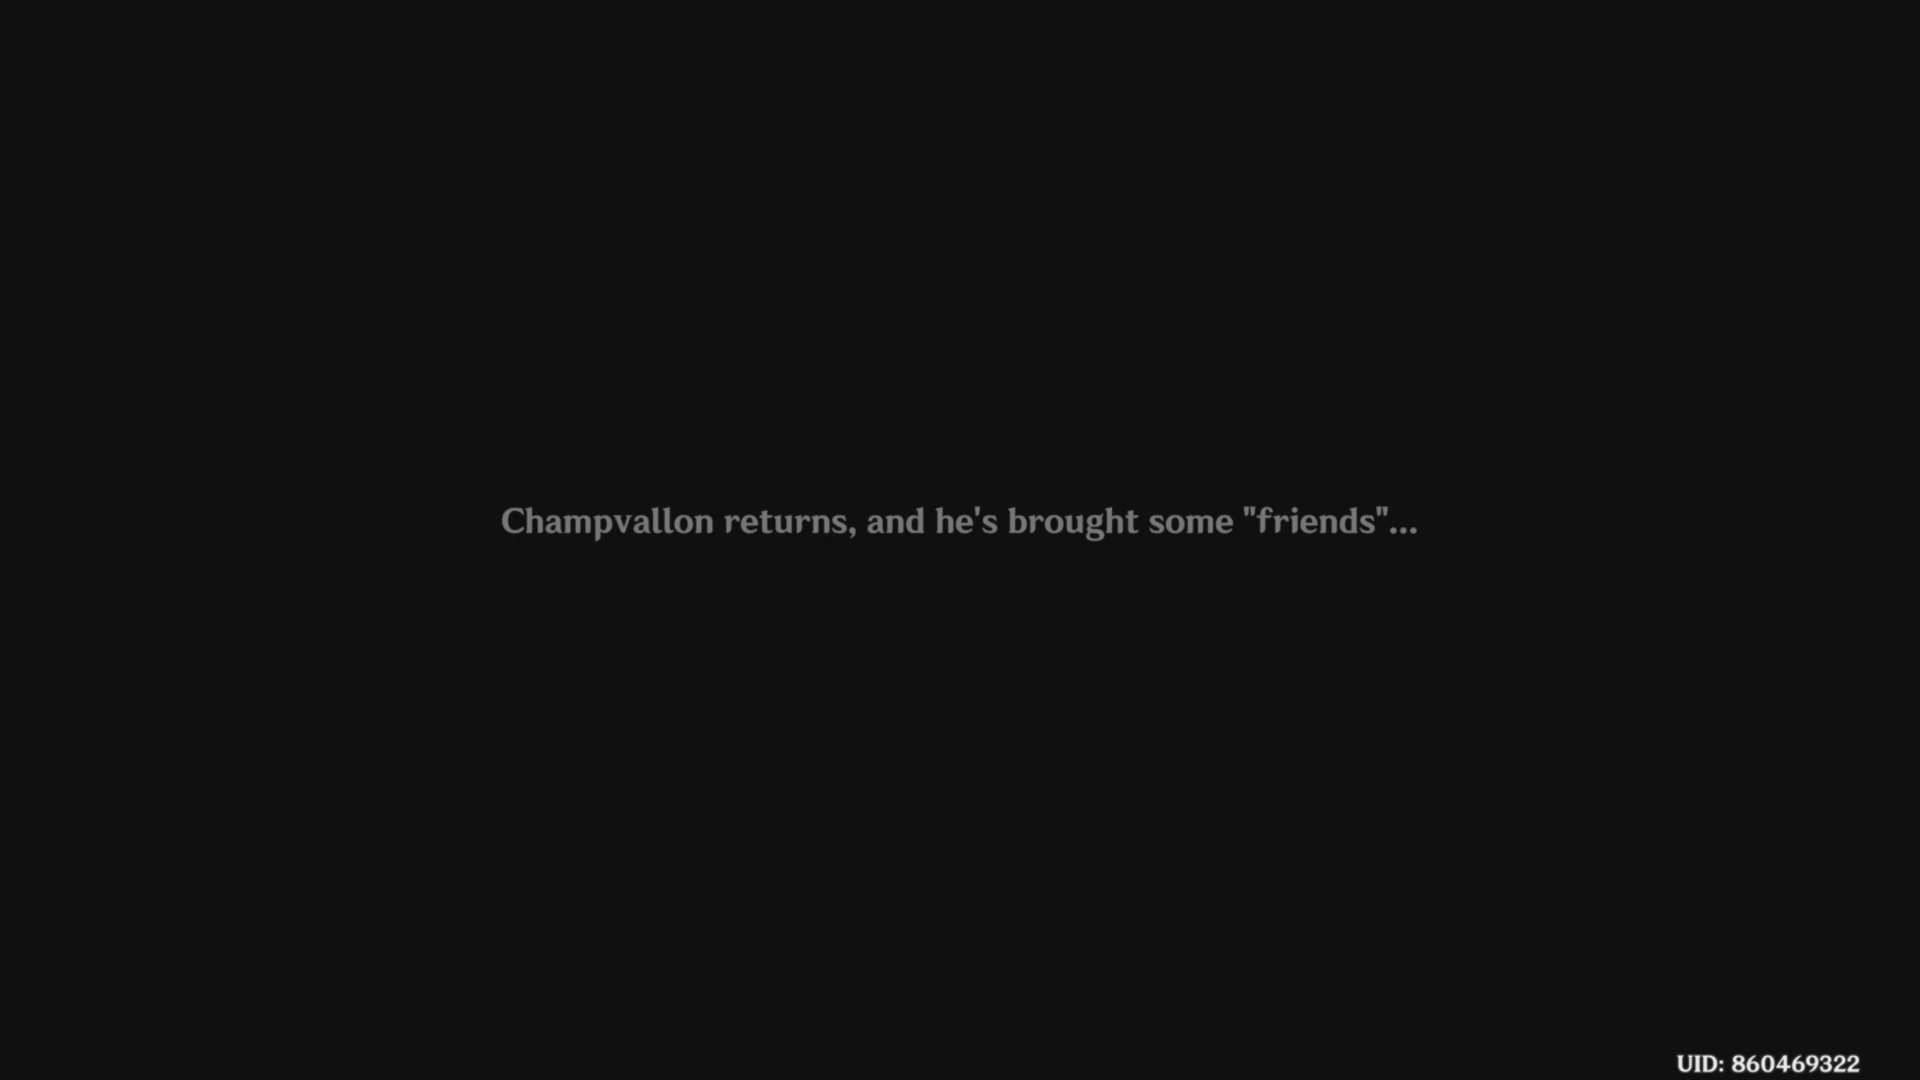 Champvallon returns, and he's brought some "friends"...
UID: 860469322